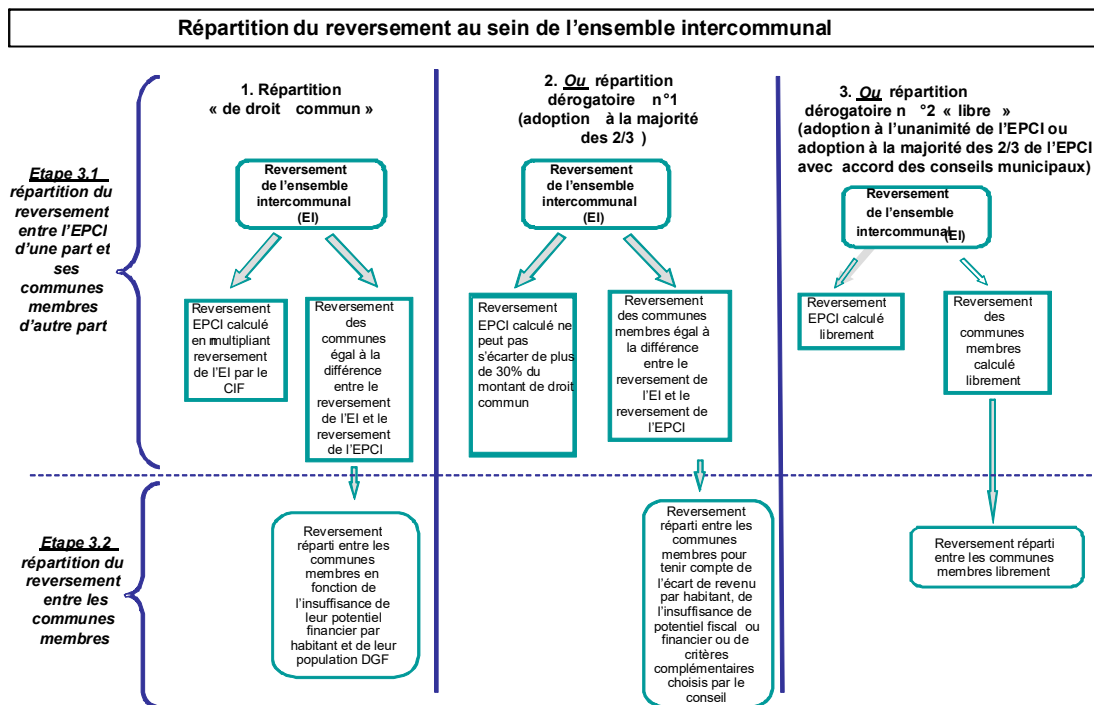 Répartition du reversement au sein de l'ensemble intercommunal
1. Répartition
« de droit commun »
2. Ou répartition
dérogatoire n°1
(adoption à la majorité
des 2/3 )
3. Ou répartition
dérogatoire n °2 « libre »
(adoption à l'unanimité de l'EPCI ou
adoption à la majorité des 2/3 de l'EPCI
avec accord des conseils municipaux)
Etape 3.1
répartition du
reversement
entre l'EPCI
d'une part et
ses
communes
membres
d'autre part
Reversement
de l'ensemble
intercommunal
(EI)
Reversement
EPCI calculé
en multipliant
reversement
de l'EI par le
CIF
Reversement
des
communes
égal à la
différence
entre le
reversement
de l'EI et le
reversement
de l'EPCI
Reversement
de l'ensemble
intercommunal
(EI)
Reversement
EPCI calculé ne
peut pas
s'écarter de plus
de 30% du
montant de droit
commun
Reversement
des communes
membres égal à
la différence
entre le
reversement de
l'EI et le
reversement de
l'EPCI
Reversement
de l'ensemble
intercommunal (EI)
Reversement
EPCI calculé
librement
Reversement
des
communes
membres
calculé
librement
Etape 3.2
répartition du
reversement
entre les
communes
membres
Reversement
réparti entre les
communes
membres en
fonction de
l'insuffisance de
leur potentiel
financier par
habitant et de leur
population DGF
Reversement
réparti entre les
communes
membres pour
tenir compte de
l'écart de revenu
par habitant, de
l'insuffisance de
potentiel fiscal ou
financier ou de
critères
complémentaires
choisis par le
conseil
Reversement réparti
entre les communes
membres librement